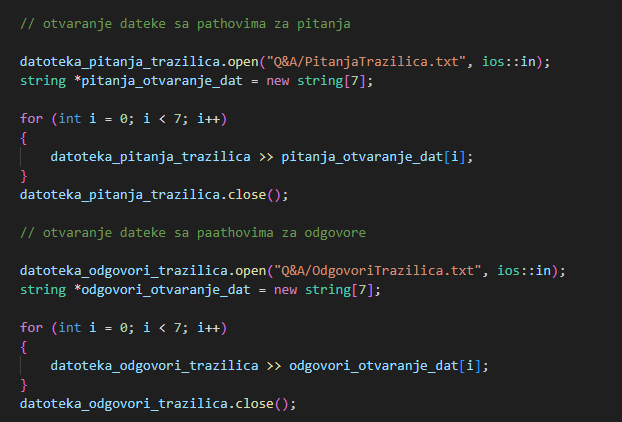 // otvaranje dateke sa pathovima za pitanja
datoteka_pitanja_trazilica.open("Q&A/PitanjaTrazilica.txt", ios::in);
string *pitanja_otvaranje_dat = new string[7];
for (int i = 0; i < 7; i++)
{
datoteka_pitanja_trazilica >> pitanja_otvaranje_dat[i];
}
datoteka_pitanja_trazilica.close();
// otvaranje dateke sa paathovima za odgovore
datoteka_odgovori_trazilica.open("Q&A/OdgovoriTrazilica.txt", ios::in);
string *odgovori_otvaranje_dat = new string[7];
for (int i = 0; i < 7; i++)
{
datoteka_odgovori_trazilica >> odgovori_otvaranje_dat[i];
}
datoteka_odgovori_trazilica.close();